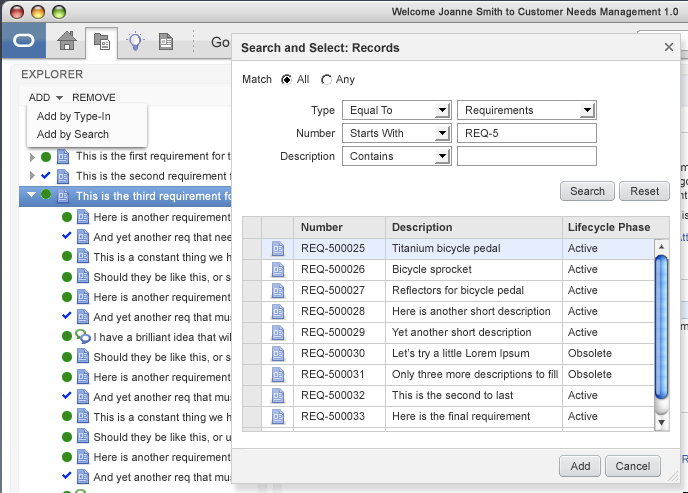 Welcome Joanne Smith to Customer Needs Management 1.0
Go
EXPLORER
ADD REMOVE
Add by Type-In
Add by Search
This is the first requirement for t
This is the second requirement f
This is the third requirement fo
Here is another requirement
And yet another req that nee
This is a constant thing we h
Should they be like this, or s
Here is another requirement
And yet another req that mus
I have a brilliant idea that wil
Should they be like this, or s
Here is another requirement
And yet another req that mus
This is a constant thing we h
Should they be like this, or u
Here is another requirement
And yet another req that mus
Search and Select: Records
Match All Any
Type Equal To Requirements
Number Starts With REQ-5
Description Contains
Search Reset
Number Description Lifecycle Phase
REQ-500025 Titanium bicycle pedal Active
REQ-500026 Bicycle sprocket Active
REQ-500027 Reflectors for bicycle pedal Active
REQ-500028 Here is another short description Active
REQ-500029 Yet another short description Active
REQ-500030 Let's try a little Lorem Ipsum Obsolete
REQ-500031 Only three more descriptions to fill Obsolete
REQ-500032 This is the second to last Active
REQ-500033 Here is the final requirement Active
Add Cancel